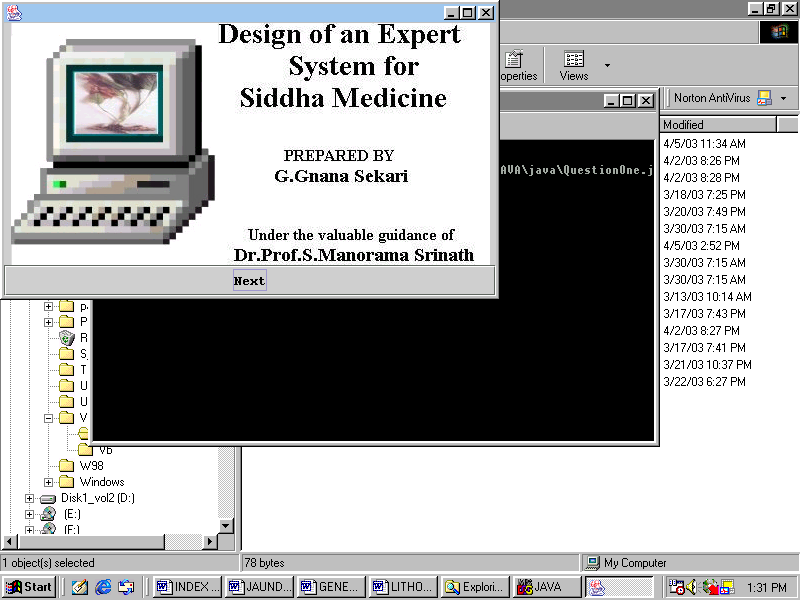 Design of an Expert
System for
Siddha Medicine
PREPARED BY
G.Gnana Sekari
Under the valuable guidance of
Dr.Prof.S.Manorama Srinath
Next
operties
Views
Norton AntiVirus
AVA\java\QuestionOne.j
Modified
4/5/03 11:34 AM
4/2/03 8:26 PM
4/2/03 8:28 PM
3/18/03 7:25 PM
3/20/03 7:49 PM
3/30/03 7:15 AM
4/5/03 2:52 PM
3/30/03 7:15 AM
3/30/03 7:15 AM
3/13/03 10:14 AM
3/17/03 7:43 PM
4/2/03 8:27 PM
3/17/03 7:41 PM
3/21/03 10:37 PM
3/22/03 6:27 PM
P
R
S
T
U
U
V
Vb
W98
Windows
Disk1_vol2 (D:)
(E:)
(F:)
1 object(s) selected
78 bytes
My Computer
Start
INDEX ...
JAUND...
GENE...
LITHO...
Explori...
JAVA
1:31 PM